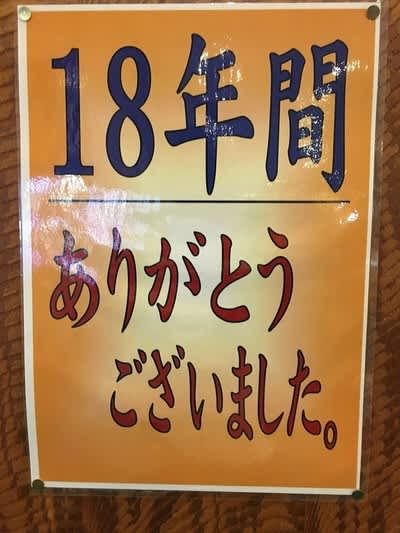 18年間
ありがとう
ございました。